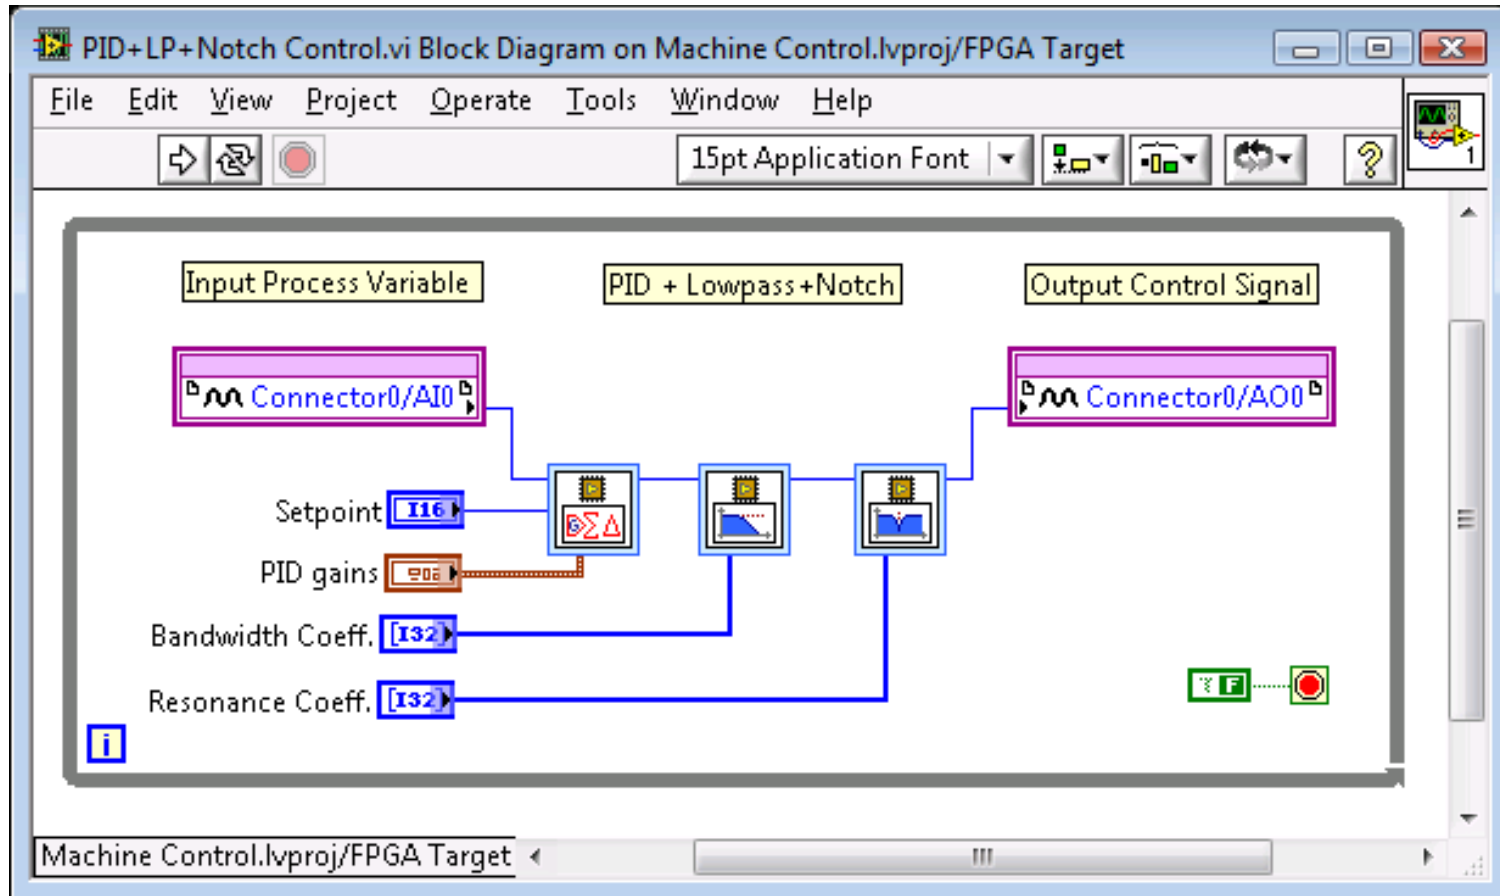 PID+LP+Notch Control.vi Block Diagram on Machine Control.lvproj/FPGA Target
File Edit View Project Operate Tools Window Help
15pt Application Font
1
Input Process Variable
PID + Lowpass+Notch
Output Control Signal
Connector0/AI0
Connector0/AO0
Setpoint I16
PID gains
Bandwidth Coeff. [I32]
Resonance Coeff. [I32]
F
i
Machine Control.lvproj/FPGA Target